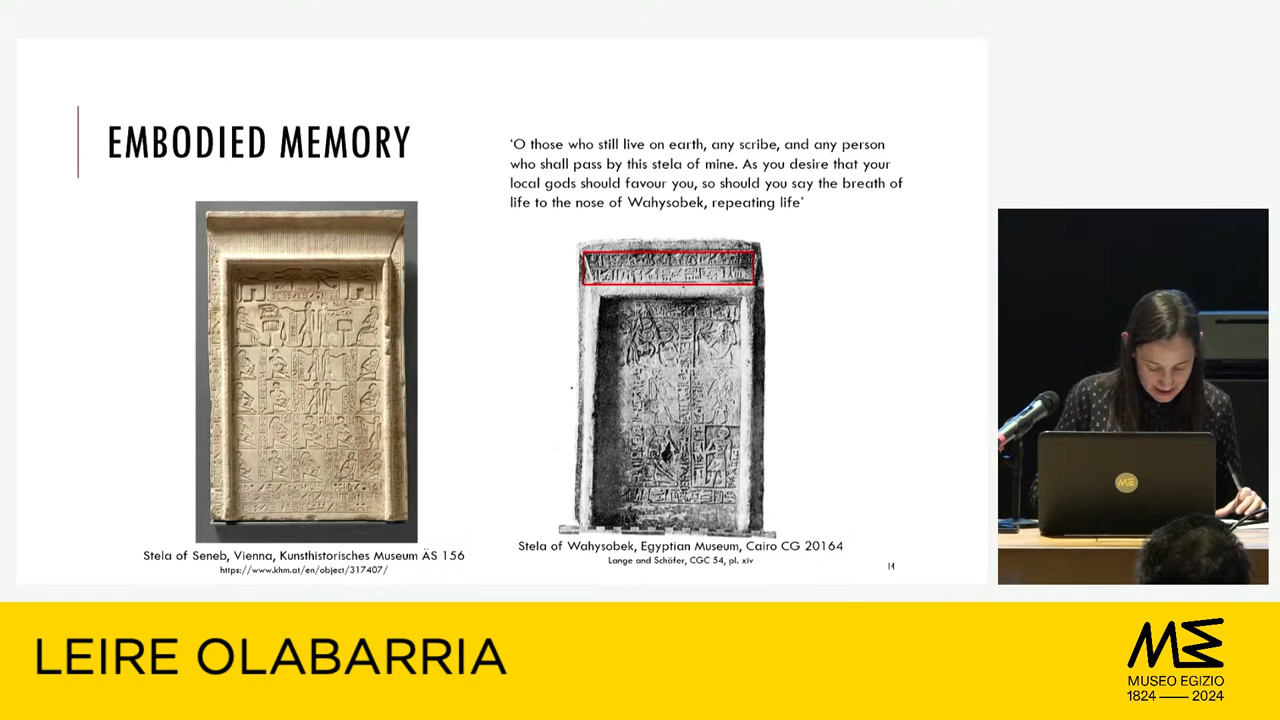 EMBODIED MEMORY
'O those who still live on earth, any scribe, and any person
who shall pass by this stela of mine. As you desire that your
local gods should favour you, so should you say the breath of
life to the nose of Wahysobek, repeating life'
Stela of Seneb, Vienna, Kunsthistorisches Museum ÄS 156
https://www.khm.at/en/object/317407/
Stela of Wahysobek, Egyptian Museum, Cairo CG 20164
Lange and Schäfer, CGC 54, pl. xiv
14
LEIRE OLABARRIA
ME
MUSEO EGIZIO
1824 — 2024